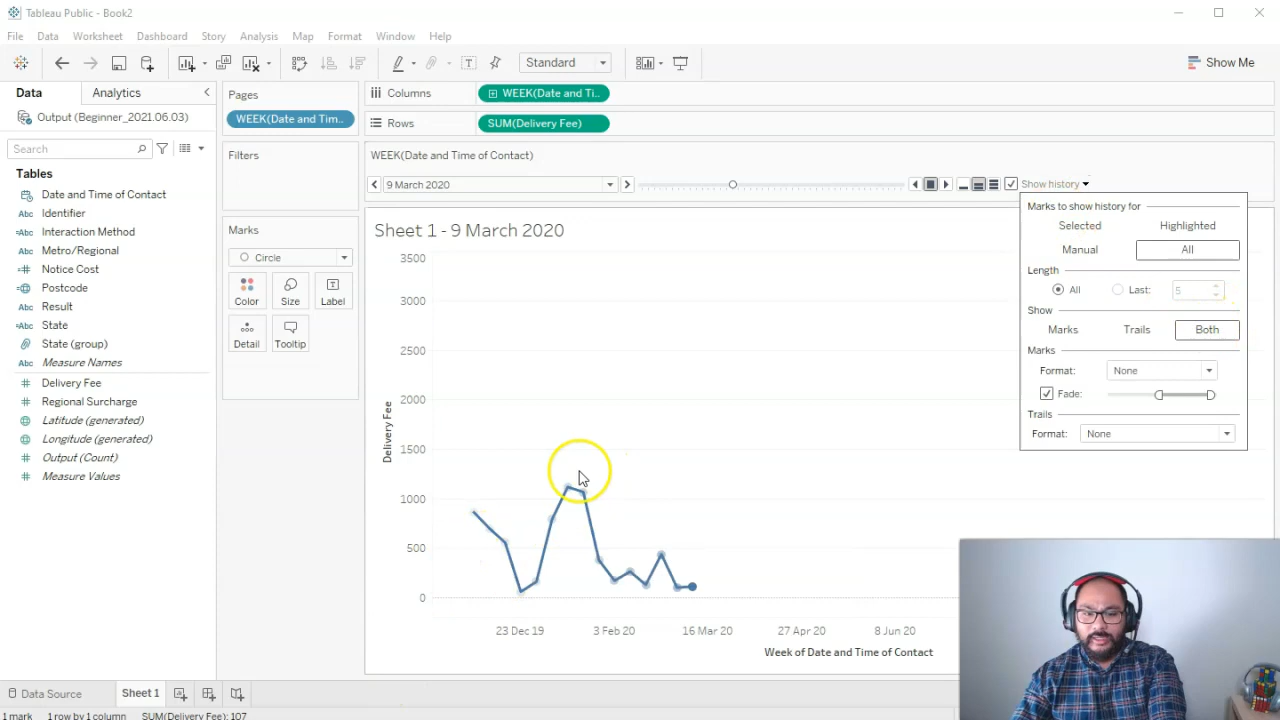 Tableau Public - Book2
File Data Worksheet Dashboard Story Analysis Map Format Window Help
Standard
Show Me
Data Analytics
Output (Beginner_2021.06.03)
Search
Tables
Date and Time of Contact
Abc Identifier
=Abc Interaction Method
Abc Metro/Regional
=# Notice Cost
Postcode
Abc Result
=Abc State
State (group)
Abc Measure Names
# Delivery Fee
# Regional Surcharge
Latitude (generated)
Longitude (generated)
# Output (Count)
# Measure Values
Pages
WEEK(Date and Tim..
Filters
Marks
Circle
Color Size Label
Detail Tooltip
Columns WEEK(Date and Ti..
Rows SUM(Delivery Fee)
WEEK(Date and Time of Contact)
9 March 2020
Show history
Marks to show history for
Selected Highlighted
Manual All
Length
All Last: 5
Show
Marks Trails Both
Marks
Format: None
Fade:
Trails
Format: None
Sheet 1 - 9 March 2020
3500
3000
2500
2000
1500
1000
500
0
Delivery Fee
23 Dec 19 3 Feb 20 16 Mar 20 27 Apr 20 8 Jun 20
Week of Date and Time of Contact
Data Source Sheet 1
1 mark 1 row by 1 column SUM(Delivery Fee): 107